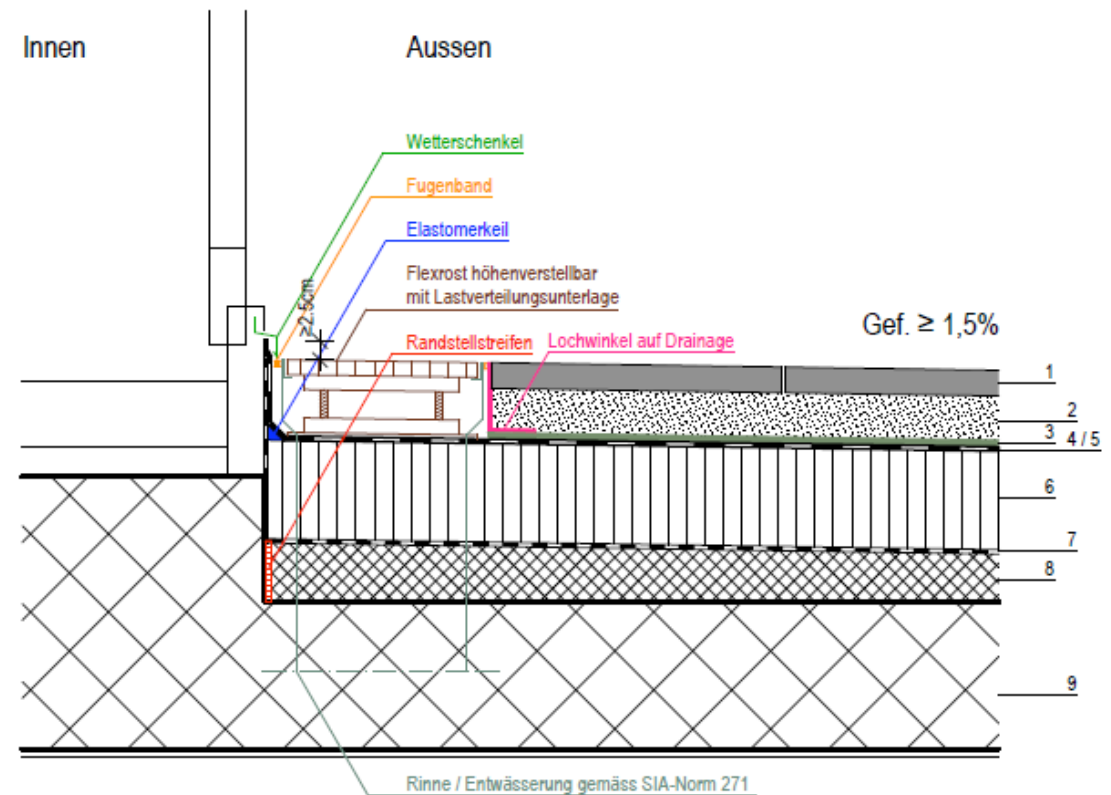 Innen
Aussen
Wetterschenkel
Fugenband
Elastomerkeil
Flexrost höhenverstellbar
mit Lastverteilungsunterlage
≥2.5cm
Randstellstreifen
Lochwinkel auf Drainage
Gef. ≥ 1,5%
1
2
3
4 / 5
6
7
8
9
Rinne / Entwässerung gemäss SIA-Norm 271